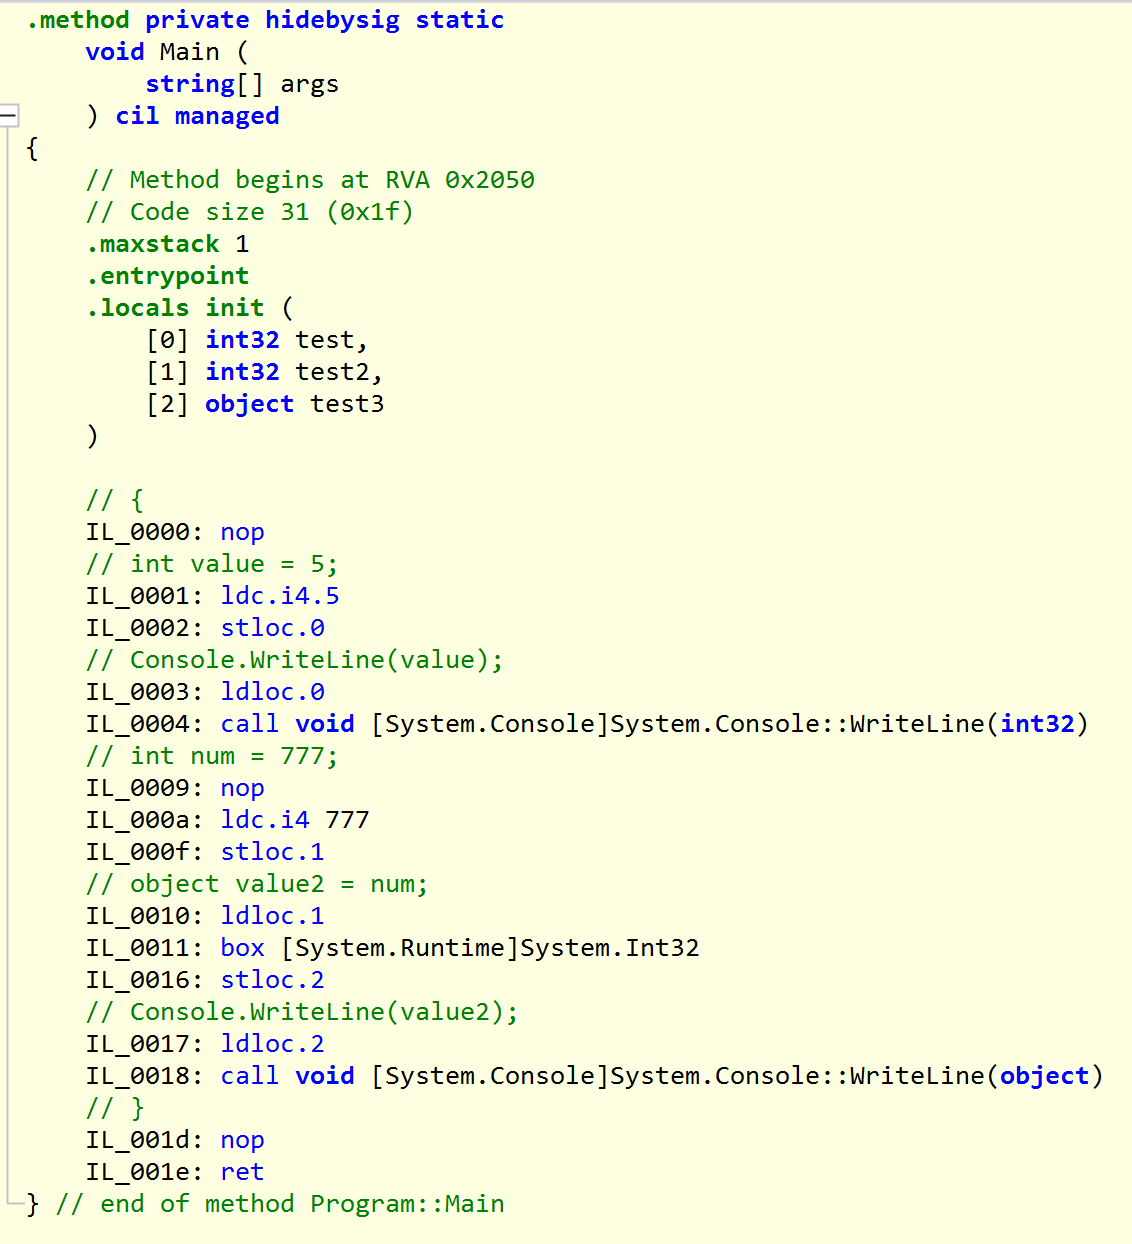 .method private hidebysig static
    void Main (
        string[] args
    ) cil managed
{
    // Method begins at RVA 0x2050
    // Code size 31 (0x1f)
    .maxstack 1
    .entrypoint
    .locals init (
        [0] int32 test,
        [1] int32 test2,
        [2] object test3
    )

    // {
    IL_0000: nop
    // int value = 5;
    IL_0001: ldc.i4.5
    IL_0002: stloc.0
    // Console.WriteLine(value);
    IL_0003: ldloc.0
    IL_0004: call void [System.Console]System.Console::WriteLine(int32)
    // int num = 777;
    IL_0009: nop
    IL_000a: ldc.i4 777
    IL_000f: stloc.1
    // object value2 = num;
    IL_0010: ldloc.1
    IL_0011: box [System.Runtime]System.Int32
    IL_0016: stloc.2
    // Console.WriteLine(value2);
    IL_0017: ldloc.2
    IL_0018: call void [System.Console]System.Console::WriteLine(object)
    // }
    IL_001d: nop
    IL_001e: ret
} // end of method Program::Main